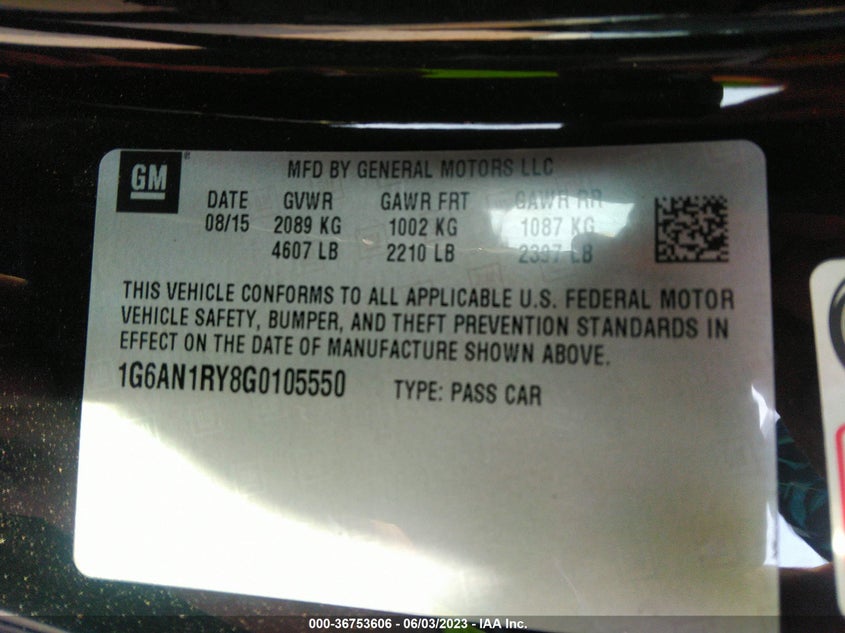 GM®
MFD BY GENERAL MOTORS LLC
DATE GVWR GAWR FRT GAWR RR
08/15 2089 KG 1002 KG 1087 KG
4607 LB 2210 LB 2397 LB
THIS VEHICLE CONFORMS TO ALL APPLICABLE U.S. FEDERAL MOTOR
VEHICLE SAFETY, BUMPER, AND THEFT PREVENTION STANDARDS IN
EFFECT ON THE DATE OF MANUFACTURE SHOWN ABOVE.
1G6AN1RY8G0105550 TYPE: PASS CAR
000-36753606 - 06/03/2023 - IAA Inc.